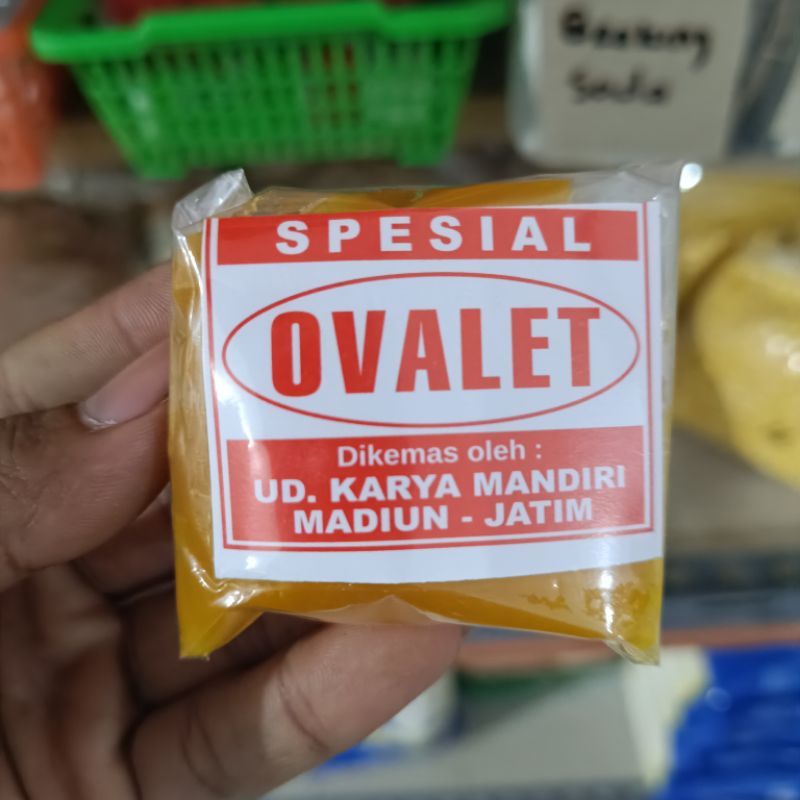 SPESIAL
OVALET
Dikemas oleh :
UD. KARYA MANDIRI
MADIUN - JATIM